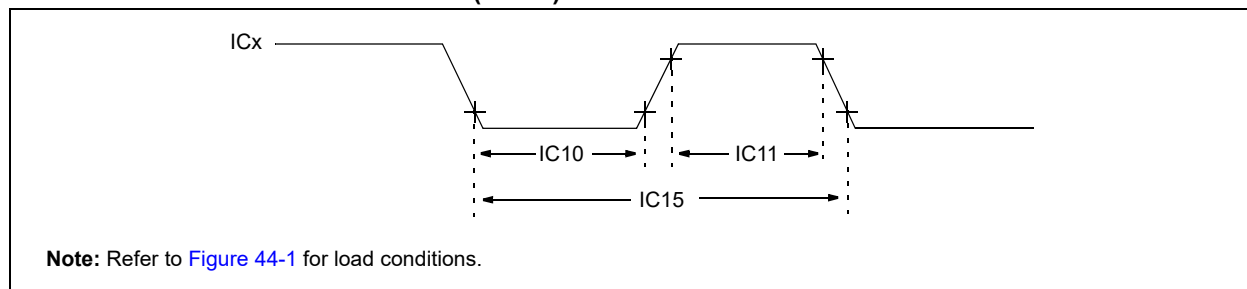 ICx
IC10
IC11
IC15
Note: Refer to Figure 44-1 for load conditions.